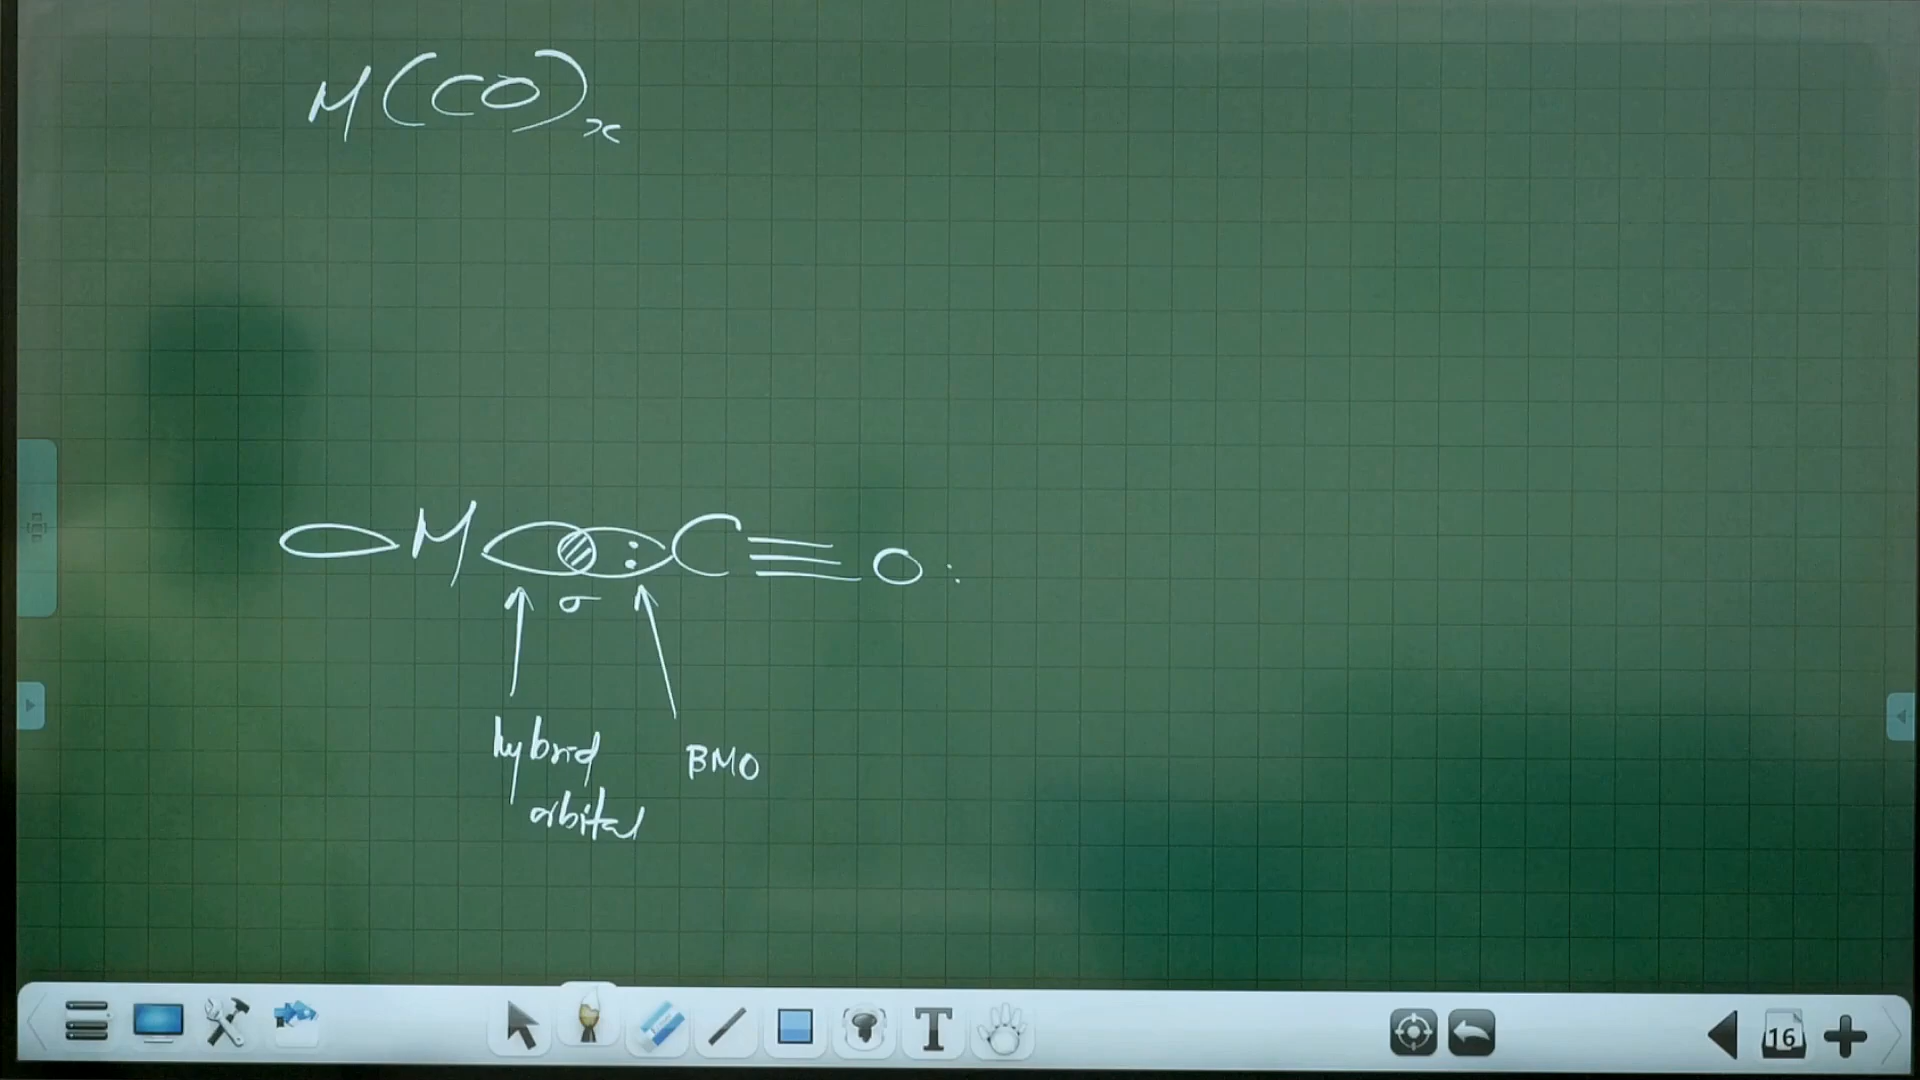 M(CO)x
M : C≡O:
σ
hybrid
orbital
BMO
T
16